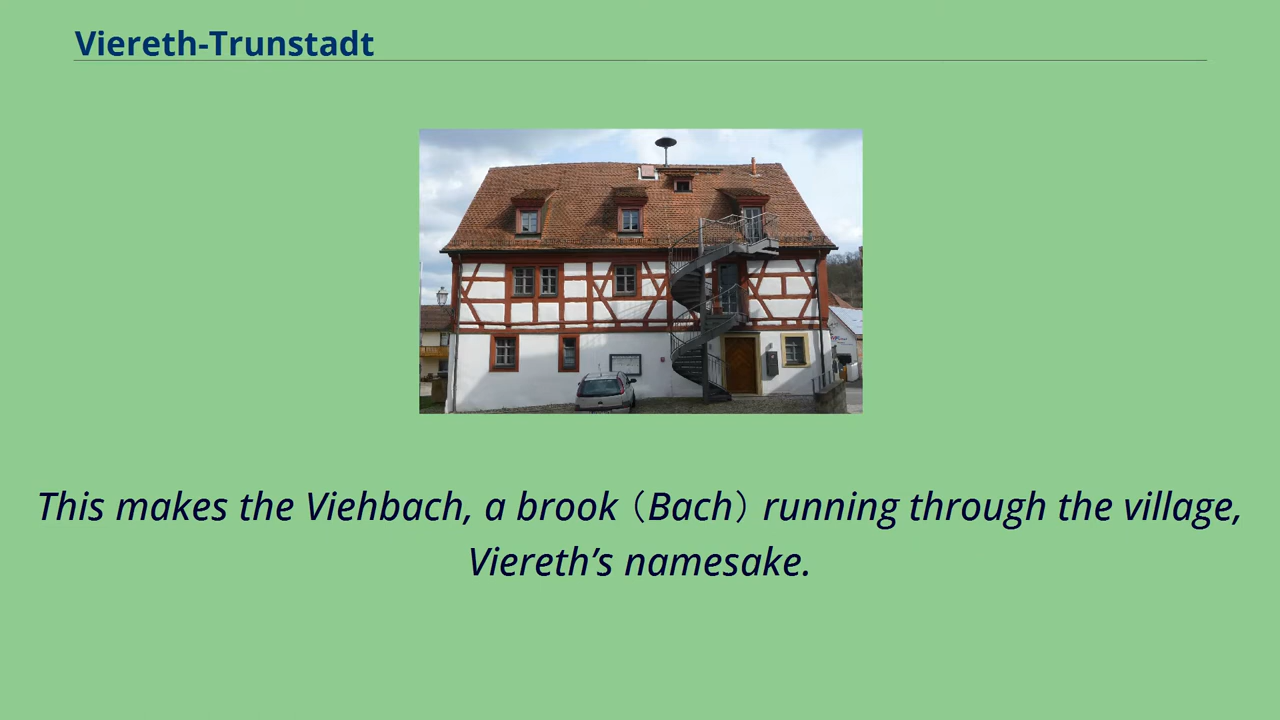 Viereth-Trunstadt
This makes the Viehbach, a brook（Bach）running through the village,
Viereth’s namesake.